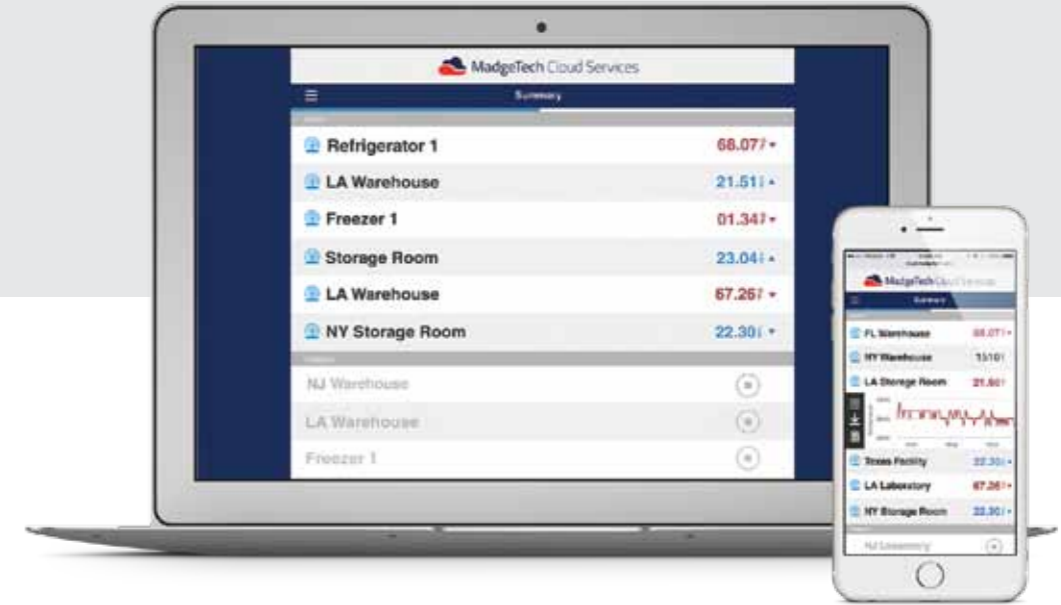 MadgeTech Cloud Services
Summary
Refrigerator 1 68.07
LA Warehouse 21.51
Freezer 1 01.34
Storage Room 23.04
LA Warehouse 67.26
NY Storage Room 22.30
NJ Warehouse
LA Warehouse
Freezer 1
MadgeTech Cloud Services
Summary
FL Warehouse 68.07
NY Warehouse
LA Storage Room
Texas Facility 22.30
LA Laboratory 67.26
NY Storage Room 22.30